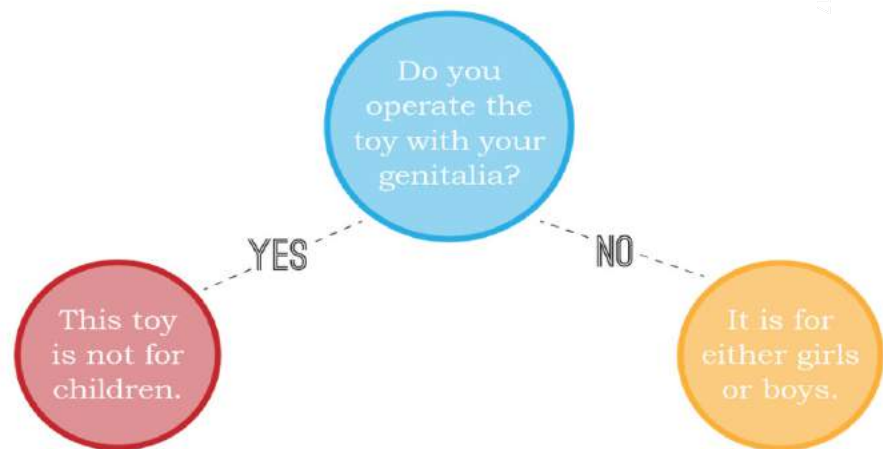 Do you
operate the
toy with your
genitalia?
YES
NO
This toy
is not for
children.
It is for
either girls
or boys.